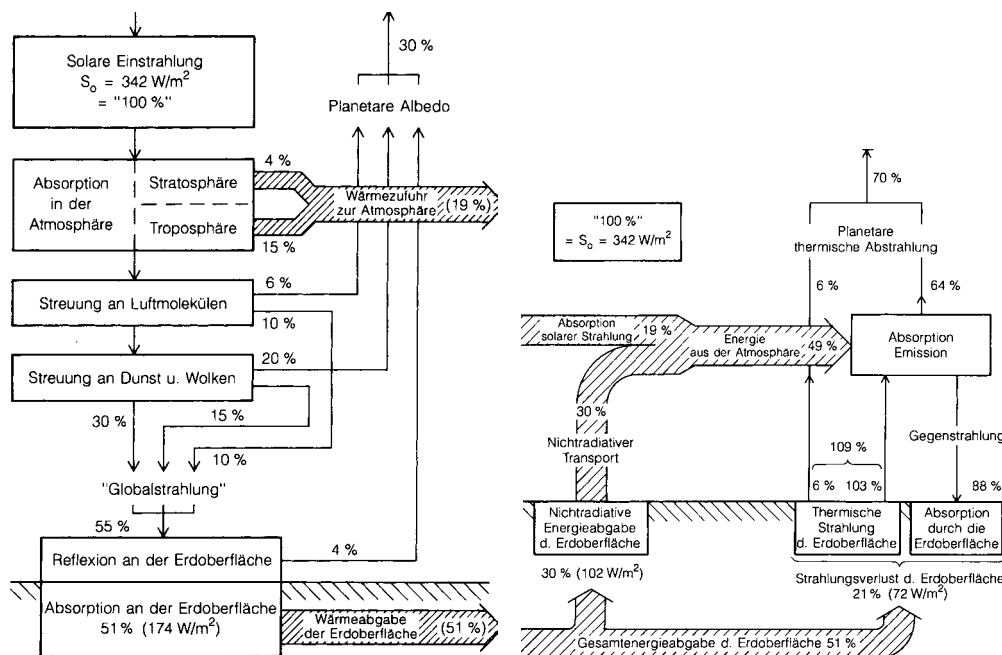 Solare Einstrahlung
S₀ = 342 W/m²
= "100 %"
30 %
Planetare Albedo
Absorption
in der
Atmosphäre
Stratosphäre
Troposphäre
4 %
15 %
Wärmezufuhr
zur Atmosphäre
(19 %)
Streuung an Luftmolekülen
6 %
10 %
Streuung an Dunst u. Wolken
20 %
15 %
30 %
10 %
"Globalstrahlung"
55 %
Reflexion an der Erdoberfläche
4 %
Absorption an der Erdoberfläche
51 % (174 W/m²)
Wärmeabgabe
der Erdoberfläche
(51 %)
70 %
"100 %"
= S₀ = 342 W/m²
Planetare
thermische Abstrahlung
6 %
64 %
Absorption
solarer Strahlung
19 %
Energie
aus der Atmosphäre
49 %
Absorption
Emission
30 %
Nichtradiativer
Transport
109 %
6 % 103 %
Gegenstrahlung
88 %
Nichtradiative
Energieabgabe
d. Erdoberfläche
Thermische
Strahlung
d. Erdoberfläche
Absorption
durch die
Erdoberfläche
30 % (102 W/m²)
Strahlungsverlust d. Erdoberfläche
21 % (72 W/m²)
Gesamtenergieabgabe d. Erdoberfläche 51 %